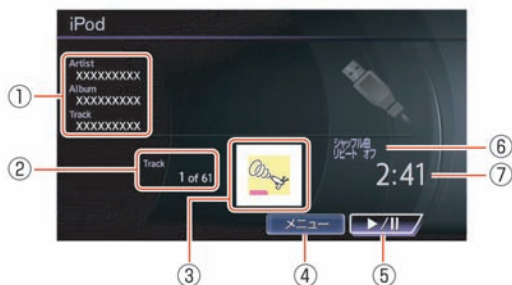 iPod
Artist
XXXXXXXXX
Album
XXXXXXXXX
Track
XXXXXXXXX
Track
1 of 61
シャッフル曲
リピート オフ
2:41
メニュー
▶/II
①
②
③
④
⑤
⑥
⑦